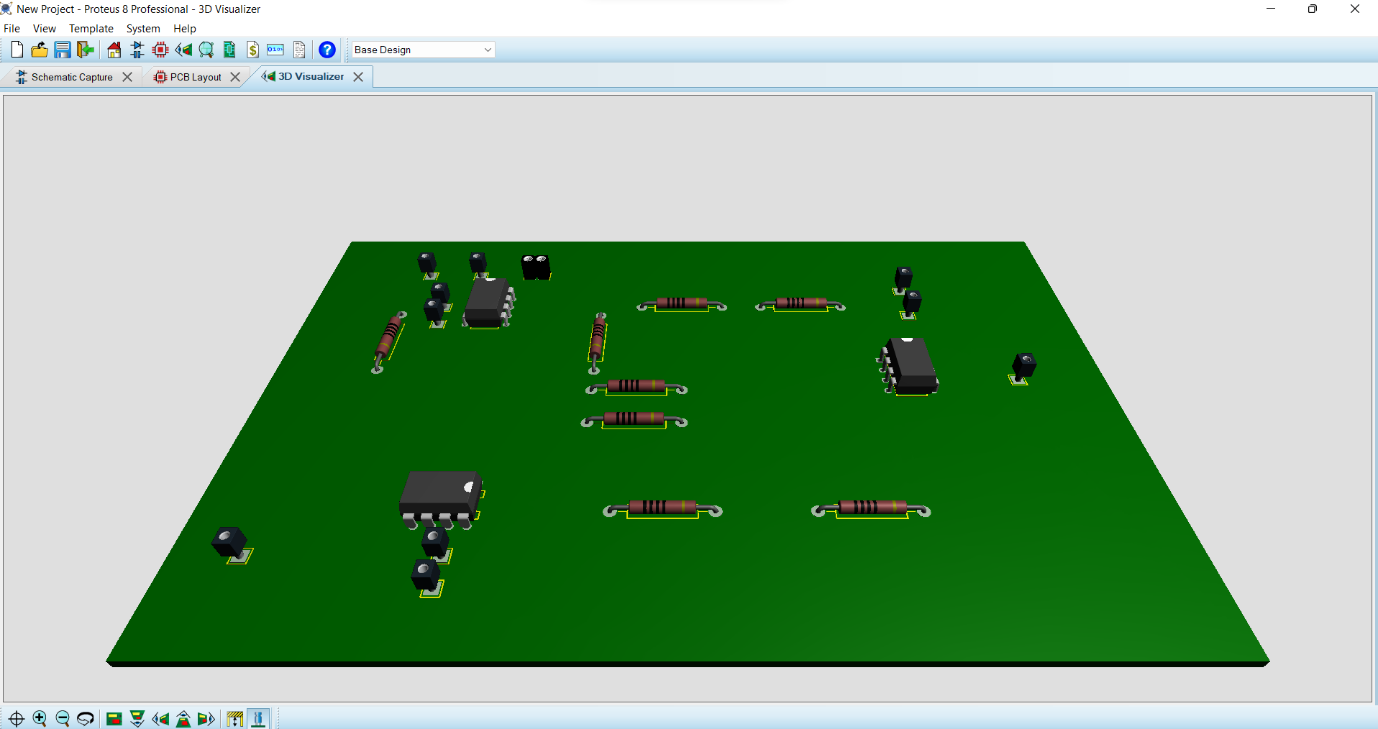 New Project - Proteus 8 Professional - 3D Visualizer
File View Template System Help
$ 0101 ? Base Design
Schematic Capture PCB Layout 3D Visualizer